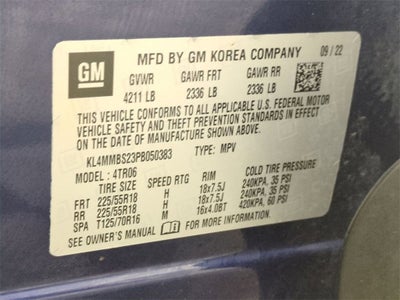 GM
MFD BY GM KOREA COMPANY 09/22
GVWR GAWR FRT GAWR RR
4211 LB 2336 LB 2336 LB
THIS VEHICLE CONFORMS TO ALL APPLICABLE U.S. FEDERAL MOTOR
VEHICLE SAFETY AND THEFT PREVENTION STANDARDS IN EFFECT
ON THE DATE OF MANUFACTURE SHOWN ABOVE.
KL4MMBS23PB050383 TYPE: MPV
MODEL: 4TR06
TIRE SIZE SPEED RTG RIM COLD TIRE PRESSURE
FRT 225/55R18 H 18x7.5J 240KPA, 35 PSI
RR 225/55R18 H 18x7.5J 240KPA, 35 PSI
SPA T125/70R16 M 16x4.0BT 420KPA, 60 PSI
SEE OWNER'S MANUAL FOR ADDITIONAL INFORMATION.